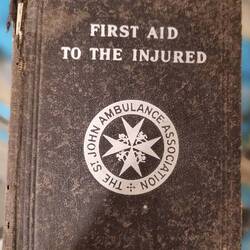 FIRST AID
TO THE INJURED
THE ST JOHN AMBULANCE ASSOCIATION